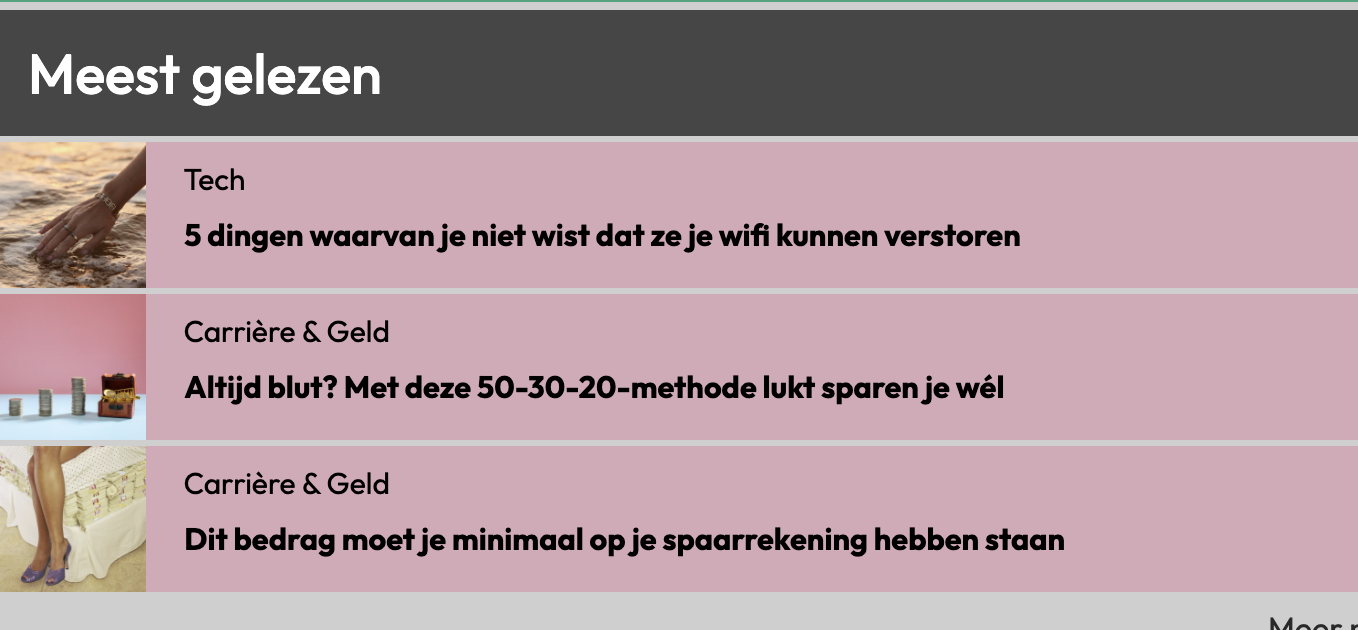 Meest gelezen
Tech
5 dingen waarvan je niet wist dat ze je wifi kunnen verstoren
Carrière & Geld
Altijd blut? Met deze 50-30-20-methode lukt sparen je wél
Carrière & Geld
Dit bedrag moet je minimaal op je spaarrekening hebben staan
Meer